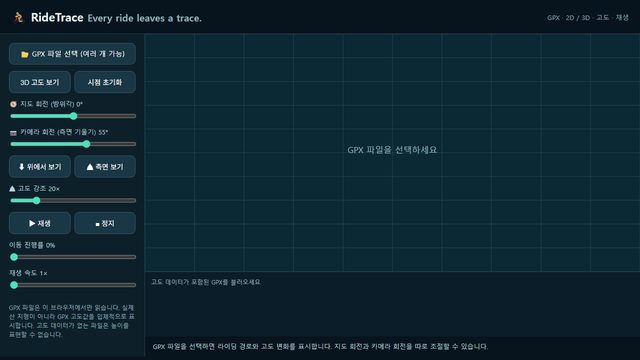 RideTrace Every ride leaves a trace.
GPX · 2D / 3D · 고도 · 재생
GPX 파일 선택 (여러 개 가능)
3D 고도 보기
시점 초기화
지도 회전 (방위각) 0°
카메라 회전 (측면 기울기) 55°
⬇ 위에서 보기
▲ 측면 보기
고도 강조 20×
▶ 재생
■ 정지
이동 진행률 0%
재생 속도 1×
GPX 파일은 이 브라우저에서만 읽습니다. 실제
산 지형이 아니라 GPX 고도값을 입체적으로 표
시합니다. 고도 데이터가 없는 파일은 높이를
표현할 수 없습니다.
GPX 파일을 선택하세요
고도 데이터가 포함된 GPX를 불러오세요
GPX 파일을 선택하면 라이딩 경로와 고도 변화를 표시합니다. 지도 회전과 카메라 회전을 따로 조절할 수 있습니다.